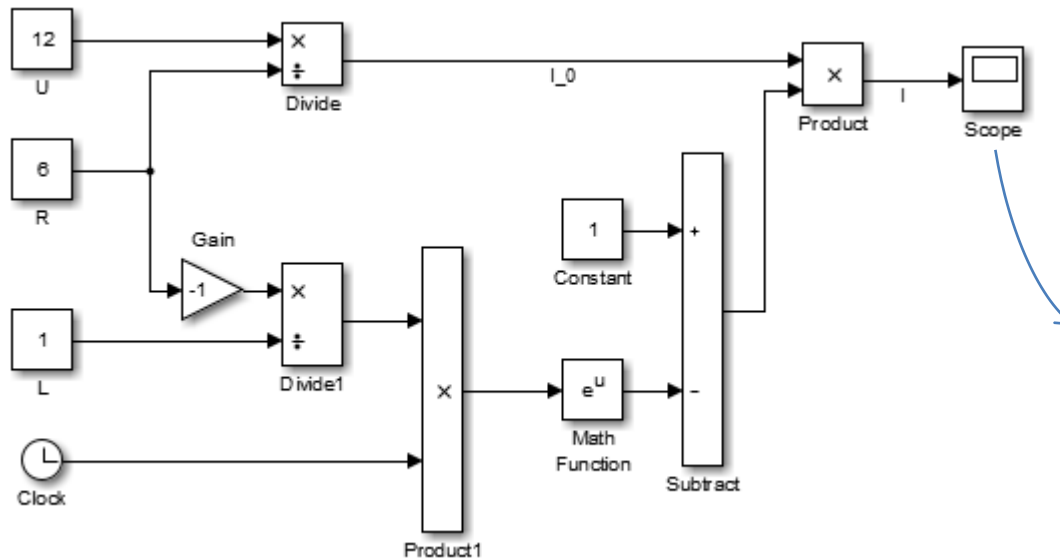 12
U
×
÷
Divide
I_0
×
Product
I
Scope
6
R
Gain
-1
1
L
×
÷
Divide1
Clock
×
Product1
1
Constant
e^u
Math
Function
+
−
Subtract